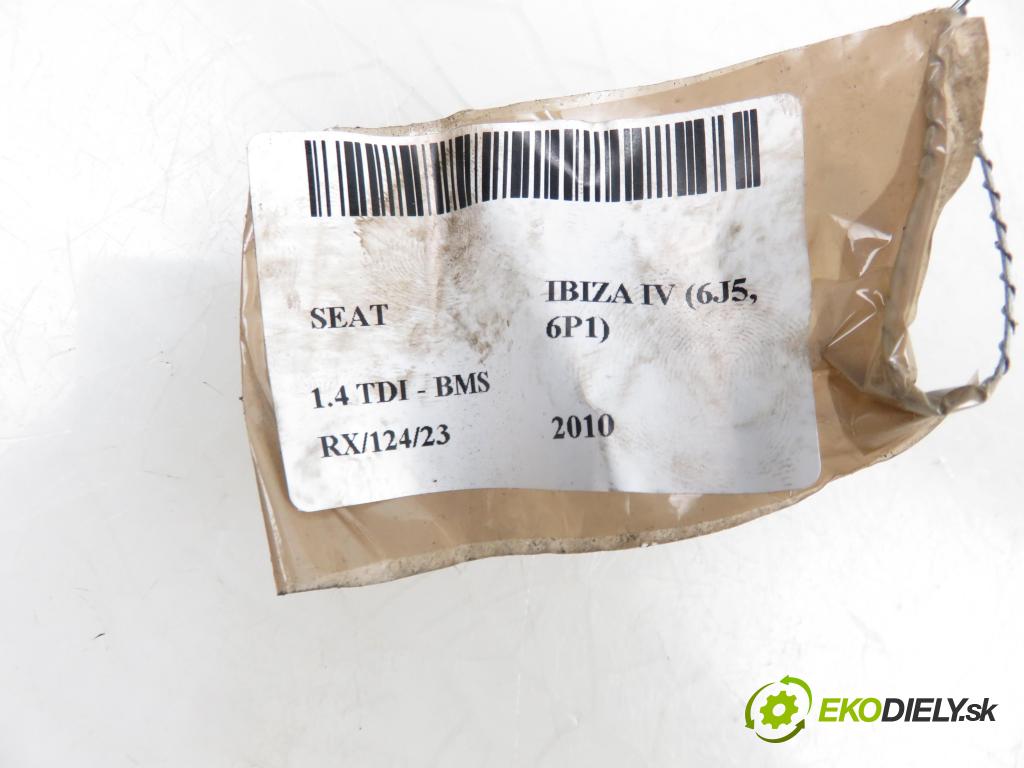 SEAT
IBIZA IV (6J5,
6P1)
1.4 TDI - BMS
RX/124/23
2010
EKODIELY.sk